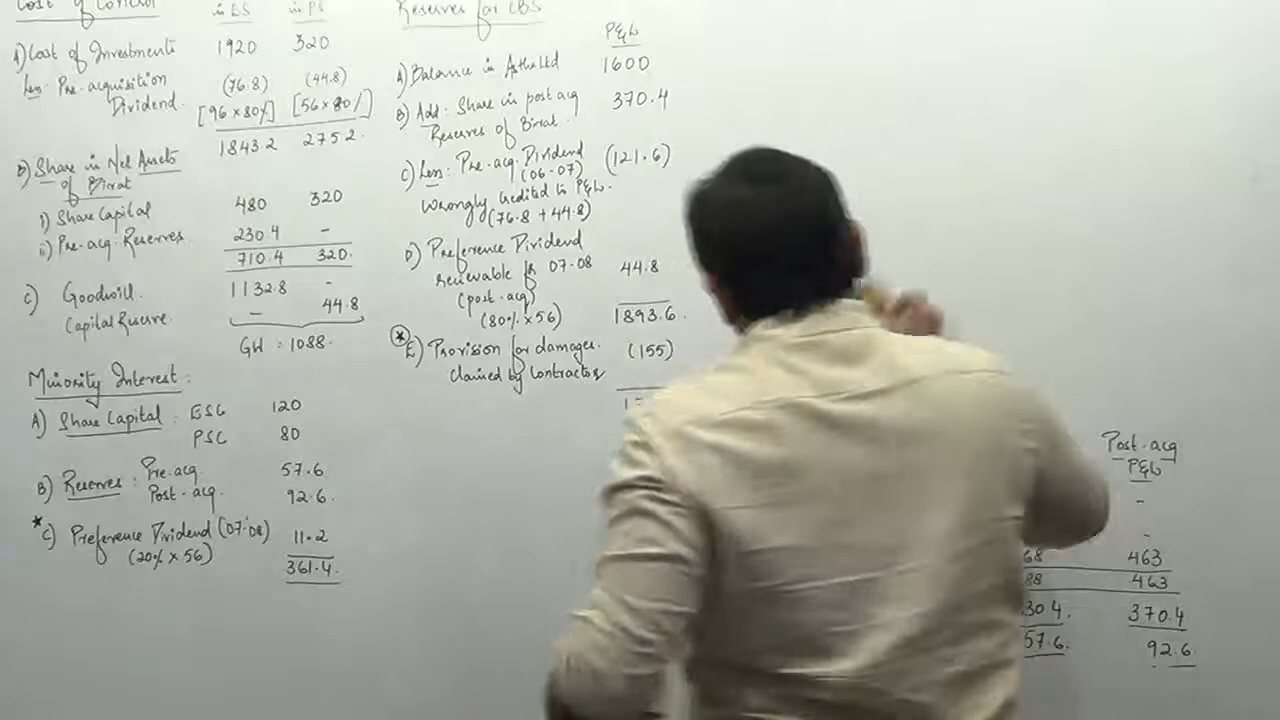 Cost of Control
in ES in PS
A) Cost of Investments 1920 320
Less: Pre-acquisition (76.8) (44.8)
Dividend. [96 × 80%] [56 × 80%]
1843.2 275.2.
B) Share in Net Assets
of Birat
i) Share Capital 480 320
ii) Pre-acq. Reserves 230.4 -
710.4 320.
C) Goodwill. 1132.8 -
Capital Reserve. - 44.8
GW : 1088.
Minority Interest:
A) Share Capital : ESC 120
PSC 80
B) Reserves : Pre-acq 57.6
Post-acq. 92.6.
* C) Preference Dividend (07-08) 11.2
(20% × 56)
361.4.
Reserves for CBS
P&L
A) Balance in 1600
B) Add: Share in post acq 370.4
Reserves of Birat.
C) Less: Pre-acq. Dividend (121.6)
(06-07)
wrongly credited to P&L.
(76.8 + 44.8)
D) Preference Dividend
receivable for 07-08 44.8
(post-acq)
(80% × 56) 1893.6.
* E) Provision for damages. (155)
claimed by Contractor
Post-acq
P&L
-
-
68 463
88 463
304. 370.4
57.6. 92.6.